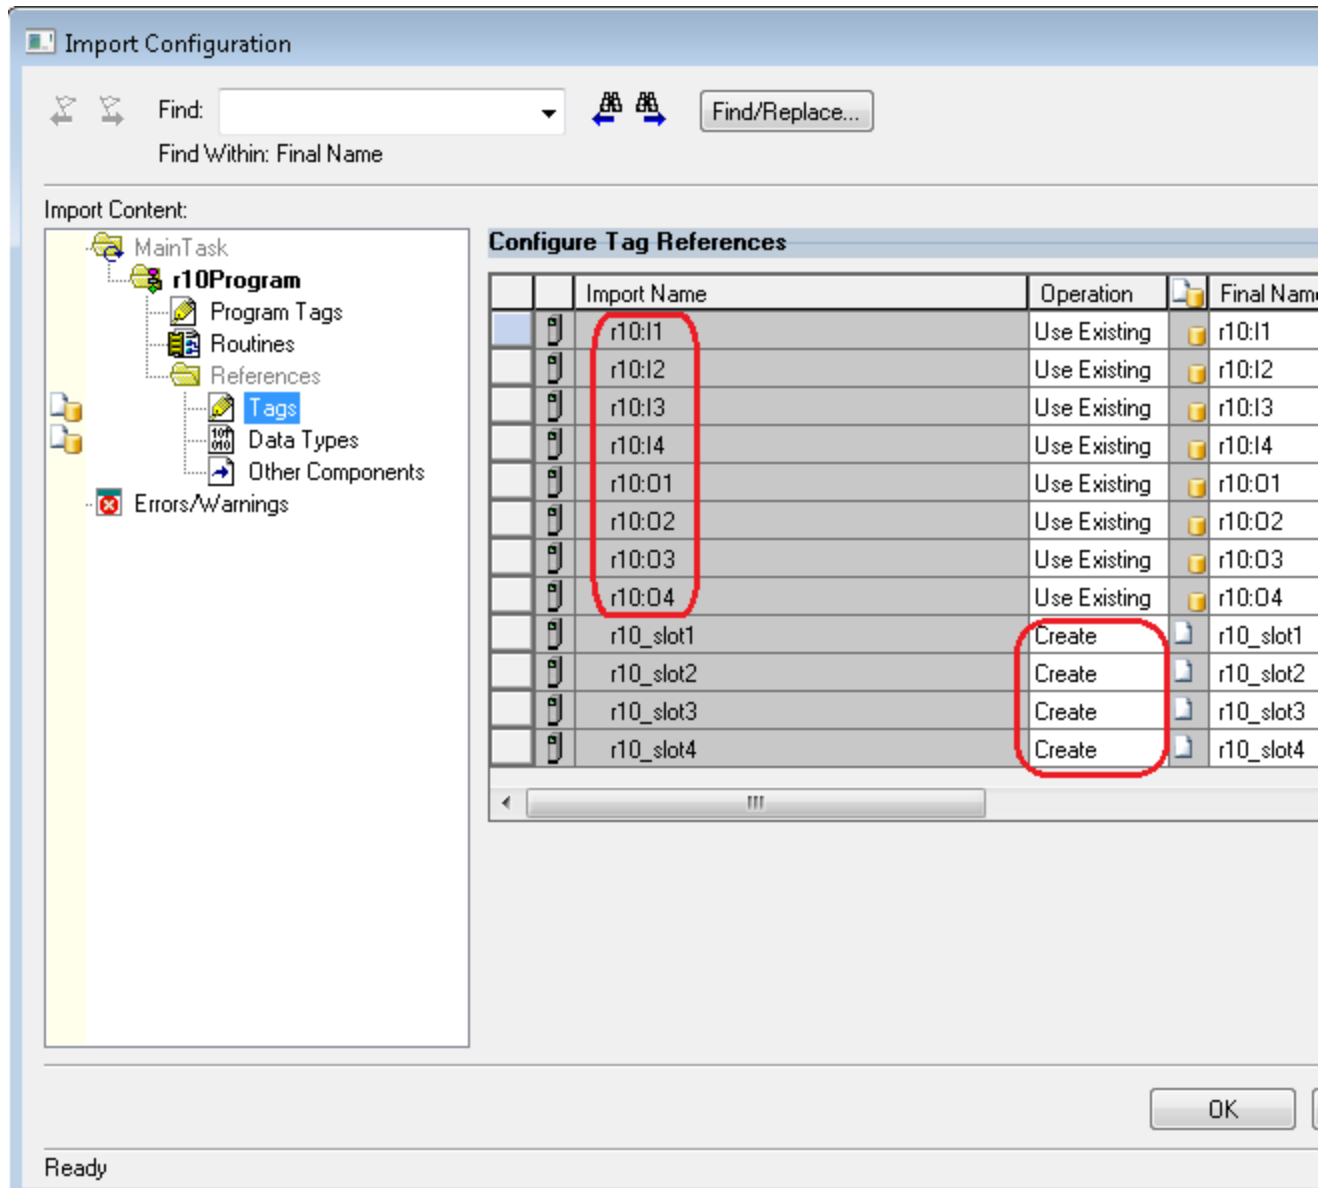 Import Configuration
Find:
Find/Replace...
Find Within: Final Name
Import Content:
MainTask
r10Program
Program Tags
Routines
References
Tags
Data Types
Other Components
Errors/Warnings
Configure Tag References
Import Name Operation Final Name
r10:I1 Use Existing r10:I1
r10:I2 Use Existing r10:I2
r10:I3 Use Existing r10:I3
r10:I4 Use Existing r10:I4
r10:O1 Use Existing r10:O1
r10:O2 Use Existing r10:O2
r10:O3 Use Existing r10:O3
r10:O4 Use Existing r10:O4
r10_slot1 Create r10_slot1
r10_slot2 Create r10_slot2
r10_slot3 Create r10_slot3
r10_slot4 Create r10_slot4
OK
Ready